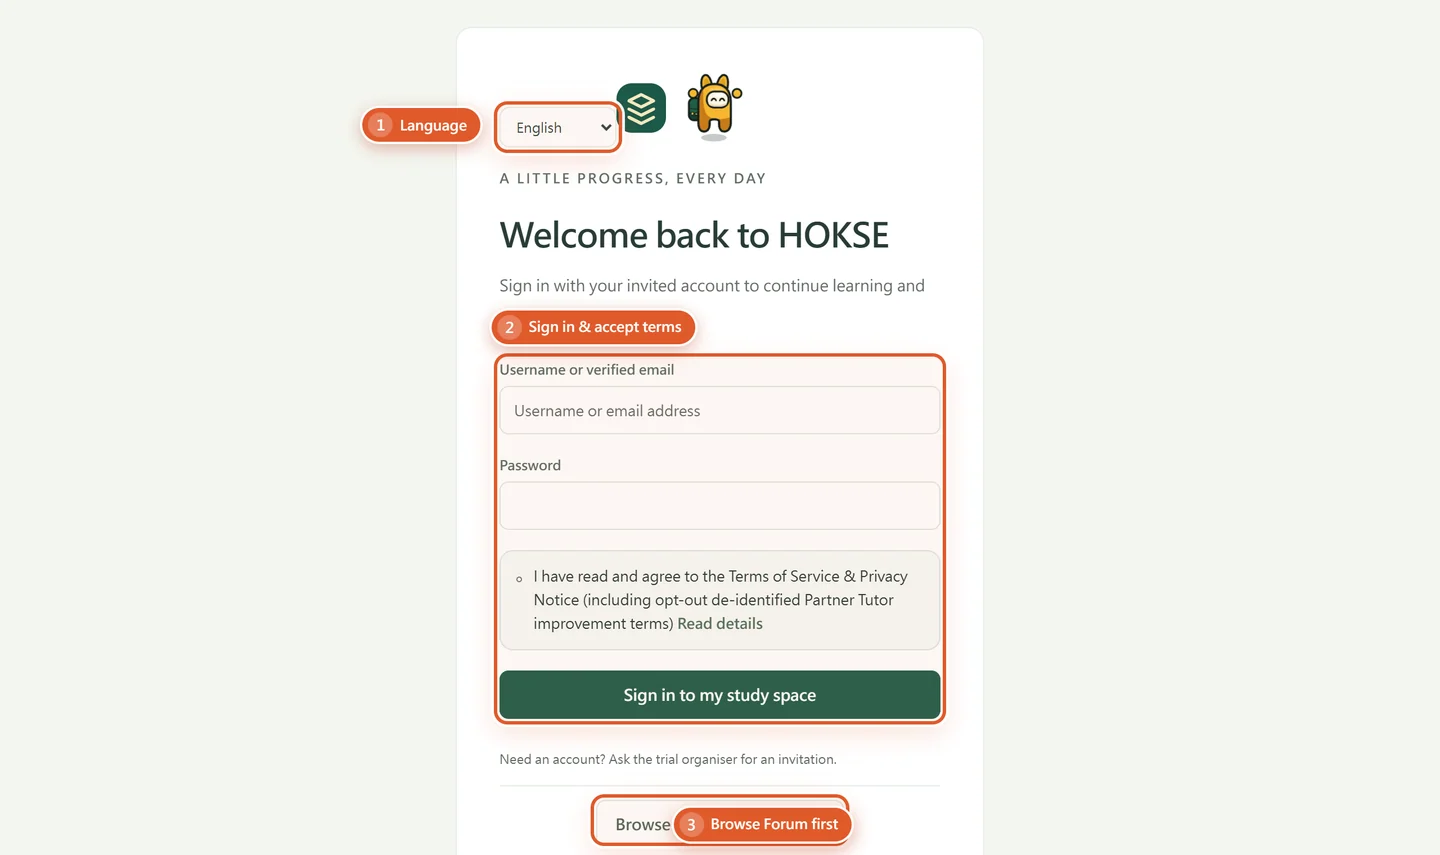 1 Language
English
A LITTLE PROGRESS, EVERY DAY
Welcome back to HOKSE
Sign in with your invited account to continue learning and
2 Sign in & accept terms
Username or verified email
Username or email address
Password
I have read and agree to the Terms of Service & Privacy
Notice (including opt-out de-identified Partner Tutor
improvement terms) Read details
Sign in to my study space
Need an account? Ask the trial organiser for an invitation.
Browse
3 Browse Forum first